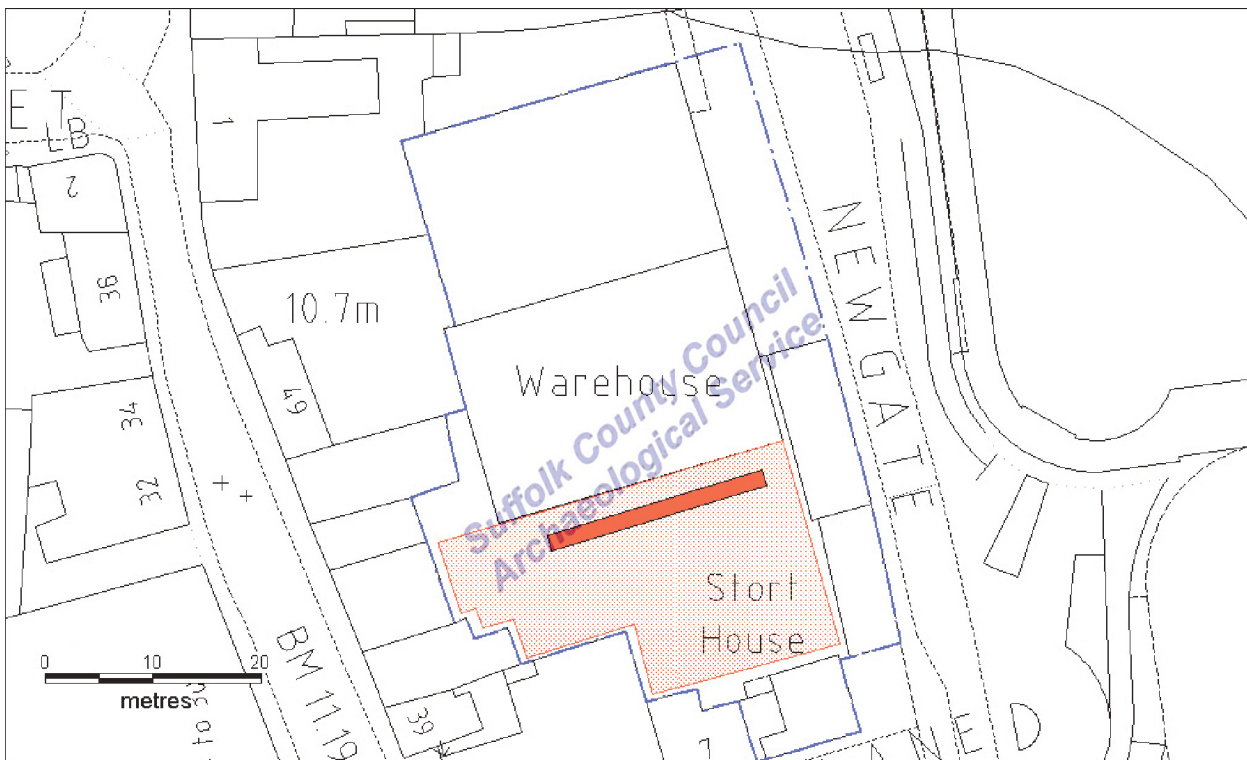 E T
LB
2
1
36
10.7m
NEWGATE
Warehouse
49
34
32
Suffolk County Council
Archaeological Service
Stort
House
BM 11.19
0 10 20
metres
39
7